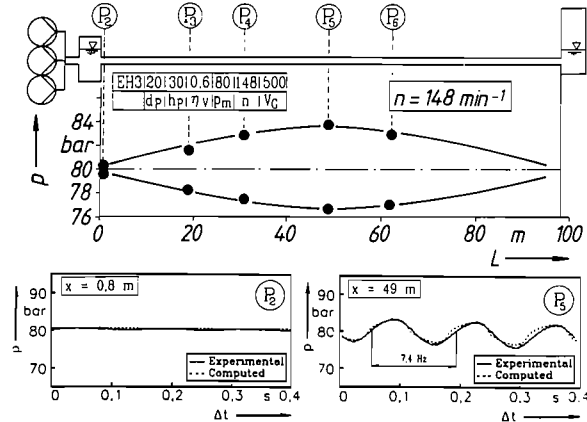 P₂ P₃ P₄ P₅ P₆
EH3|20|30|0.6|80|148|500
dp|hp|ηv|pm| n |VG
n = 148 min⁻¹
84
bar
80
78
76
p
0 20 40 60 80 m 100
L
x = 0,8 m
P₂
90
bar
80
70
p
Experimental
Computed
0 0,1 0,2 0,3 s 0,4
Δt
x = 49 m
P₅
90
bar
80
70
p
7,4 Hz
Experimental
Computed
0 0,1 0,2 0,3 s 0.4
Δt